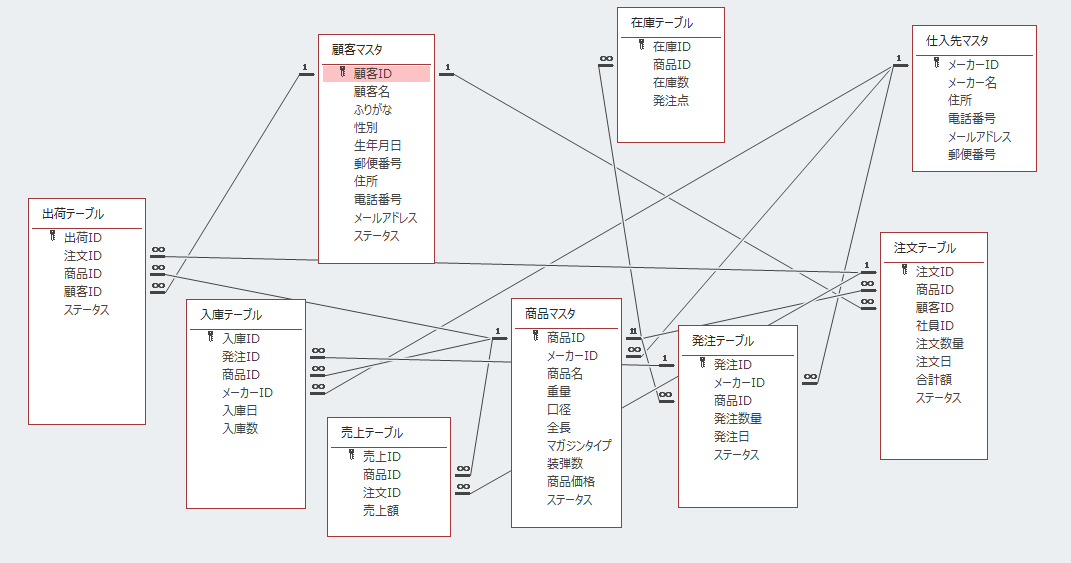 顧客マスタ
顧客ID
顧客名
ふりがな
性別
生年月日
郵便番号
住所
電話番号
メールアドレス
ステータス
在庫テーブル
在庫ID
商品ID
在庫数
発注点
仕入先マスタ
メーカーID
メーカー名
住所
電話番号
メールアドレス
郵便番号
出荷テーブル
出荷ID
注文ID
商品ID
顧客ID
ステータス
入庫テーブル
入庫ID
発注ID
商品ID
メーカーID
入庫日
入庫数
売上テーブル
売上ID
商品ID
注文ID
売上額
商品マスタ
商品ID
メーカーID
商品名
重量
口径
全長
マガジンタイプ
装弾数
商品価格
ステータス
発注テーブル
発注ID
メーカーID
商品ID
発注数量
発注日
ステータス
注文テーブル
注文ID
商品ID
顧客ID
社員ID
注文数量
注文日
合計額
ステータス
1
1
∞
1
∞
∞
∞
1
∞
∞
∞
∞
∞
1
11
∞
1
∞
∞
1
∞
∞